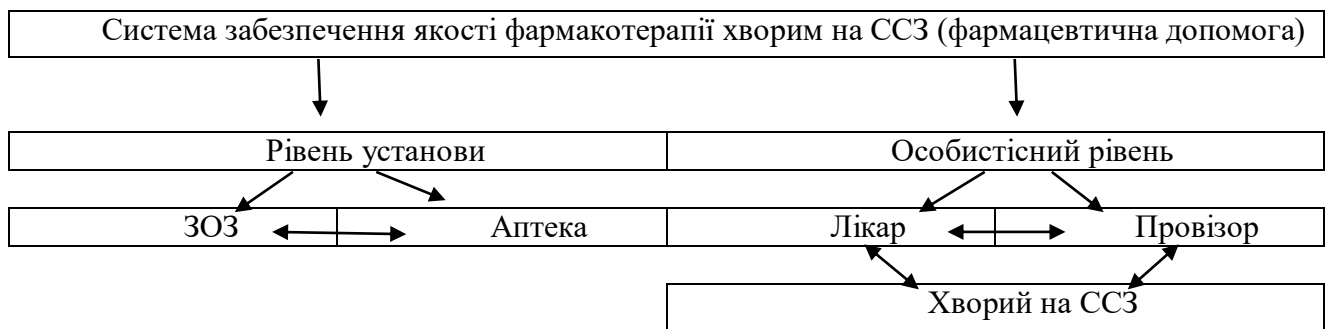 Система забезпечення якості фармакотерапії хворим на ССЗ (фармацевтична допомога)
Рівень установи
Особистісний рівень
ЗОЗ
Аптека
Лікар
Провізор
Хворий на ССЗ